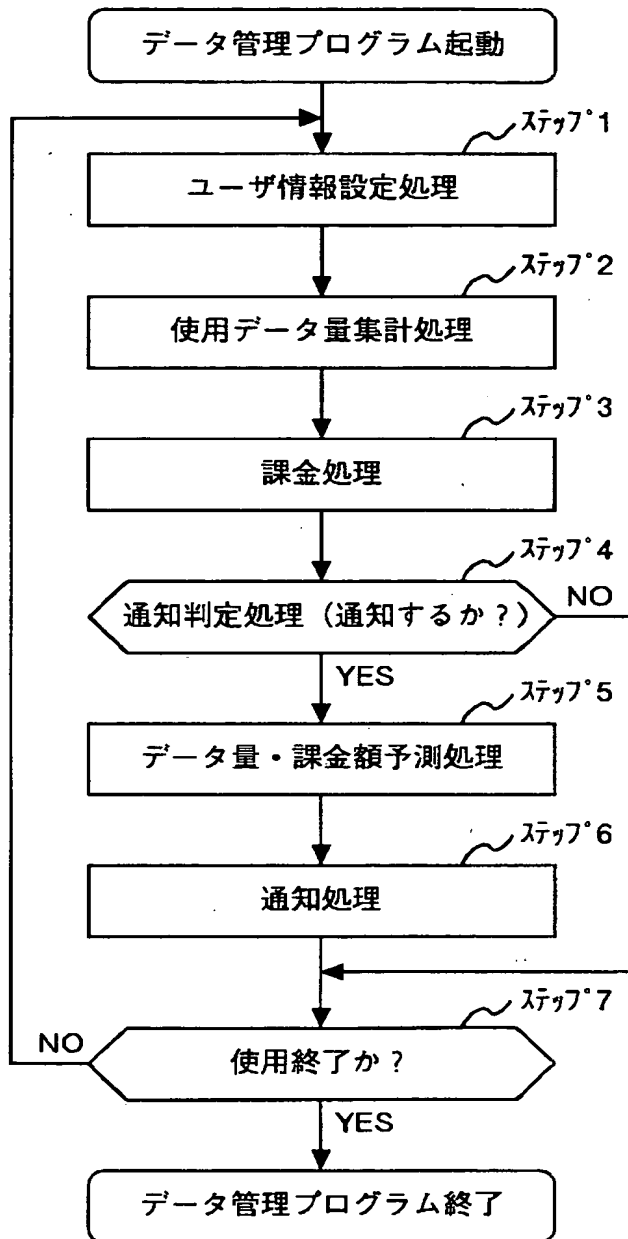 データ管理プログラム起動
ｽﾃｯﾌﾟ1
ユーザ情報設定処理
ｽﾃｯﾌﾟ2
使用データ量集計処理
ｽﾃｯﾌﾟ3
課金処理
ｽﾃｯﾌﾟ4
通知判定処理（通知するか？）
NO
YES
ｽﾃｯﾌﾟ5
データ量・課金額予測処理
ｽﾃｯﾌﾟ6
通知処理
ｽﾃｯﾌﾟ7
NO
使用終了か？
YES
データ管理プログラム終了